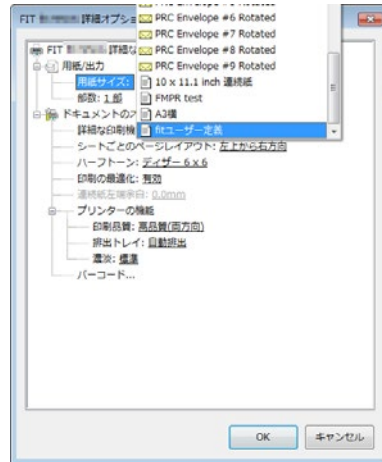 FIT 詳細オプショ
PRC Envelope #6 Rotated
PRC Envelope #7 Rotated
PRC Envelope #8 Rotated
PRC Envelope #9 Rotated
10 x 11.1 inch 連続紙
FMPR test
A3横
fitユーザー定義
FIT 詳細な
用紙/出力
用紙サイズ:
部数: 1 部
ドキュメントのオ
詳細な印刷機
シートごとのページレイアウト: 左上から右方向
ハーフトーン: ディザー 6 x 6
印刷の最適化: 有効
連続紙左端余白: 0.0mm
プリンターの機能
印刷品質: 高品質(両方向)
排出トレイ: 自動排出
濃淡: 標準
バーコード...
OK
キャンセル